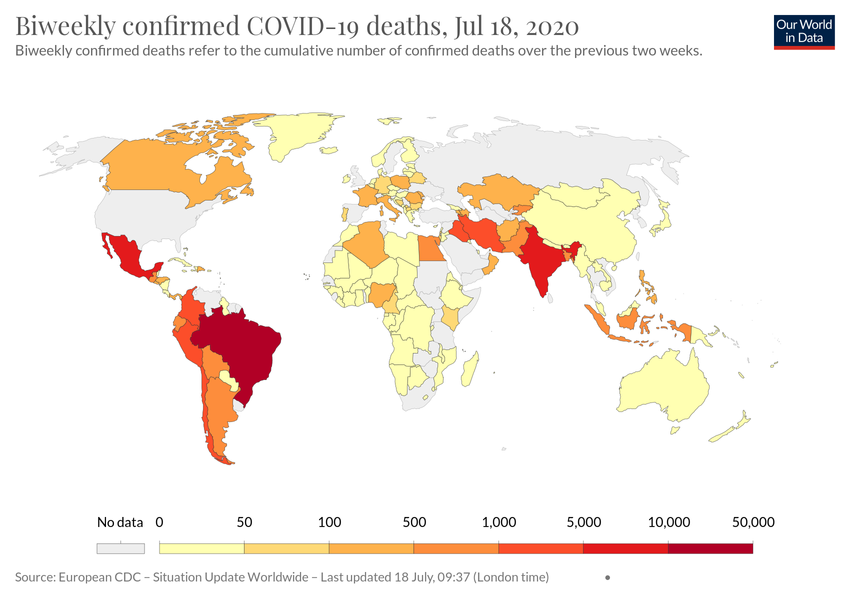 Biweekly confirmed COVID-19 deaths, Jul 18, 2020
Our World
in Data
Biweekly confirmed deaths refer to the cumulative number of confirmed deaths over the previous two weeks.
No data 0 50 100 500 1,000 5,000 10,000 50,000
Source: European CDC – Situation Update Worldwide – Last updated 18 July, 09:37 (London time) •